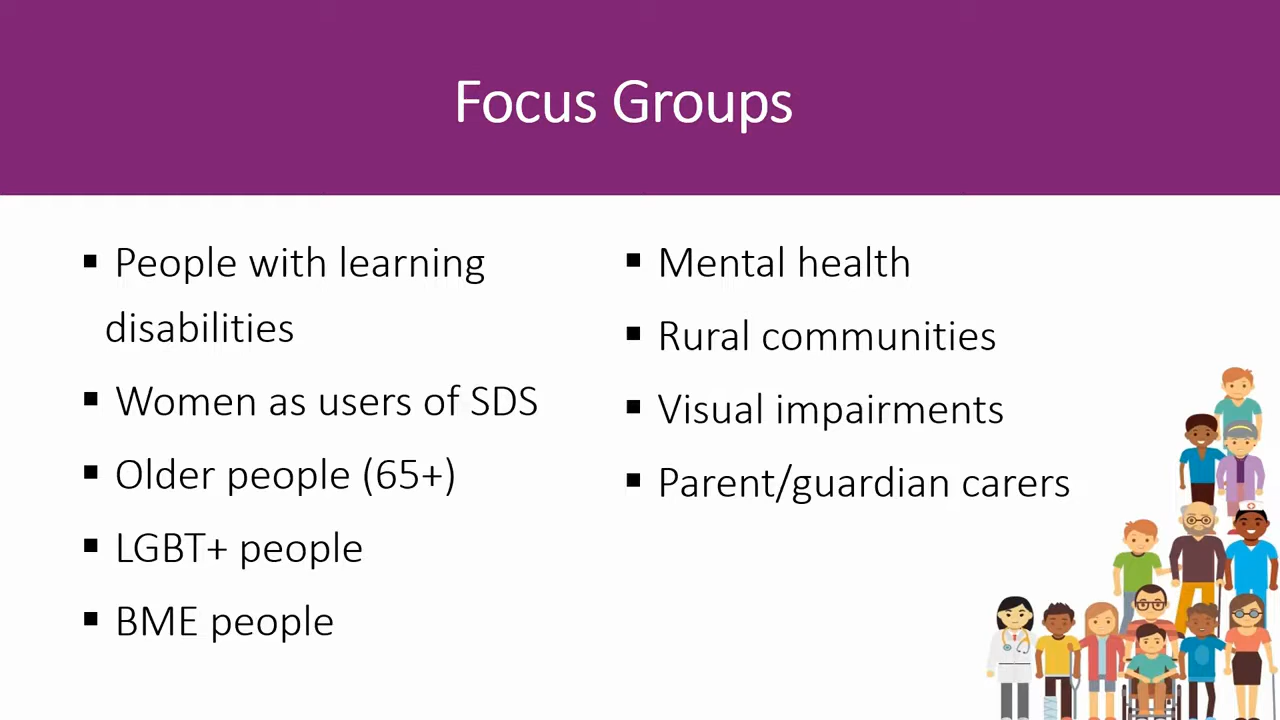 Focus Groups
▪ People with learning
disabilities
▪ Women as users of SDS
▪ Older people (65+)
▪ LGBT+ people
▪ BME people
▪ Mental health
▪ Rural communities
▪ Visual impairments
▪ Parent/guardian carers